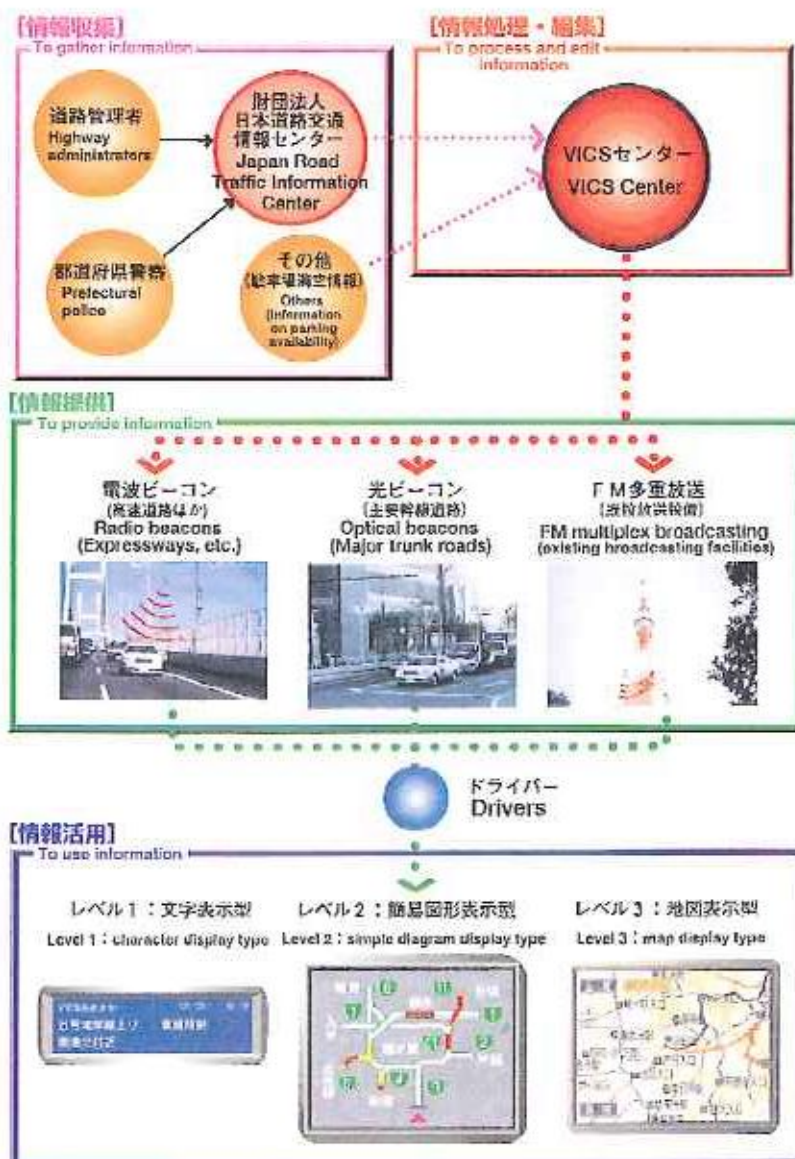 [情報収集]
To gather information
道路管理者
Highway
administrators
財団法人
日本道路交通
情報センター
Japan Road
Traffic Information
Center
都道府県警察
Prefectural
police
その他
Others
(Information
on parking
availability)
[情報処理・編集]
To process and edit
information
VICSセンター
VICS Center
[情報提供]
To provide information
電波ビーコン
(高速道路ほか)
Radio beacons
(Expressways, etc.)
光ビーコン
(主要幹線道路)
Optical beacons
(Major trunk roads)
FM多重放送
(既設放送設備)
FM multiplex broadcasting
(existing broadcasting facilities)
ドライバー
Drivers
[情報活用]
To use information
レベル1:文字表示型
Level 1:character display type
レベル2:簡易図形表示型
Level 2:simple diagram display type
レベル3:地図表示型
Level 3:map display type